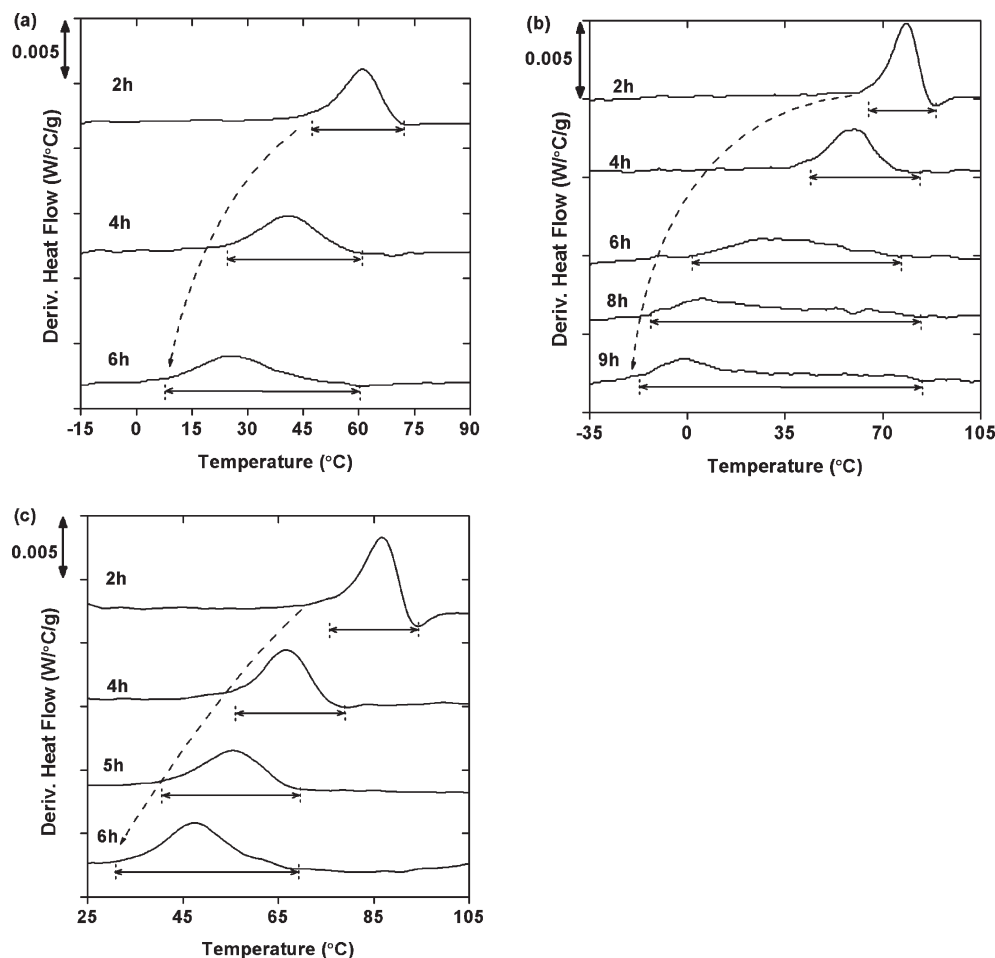 (a)
0.005
2h
4h
6h
Deriv. Heat Flow (W/°C/g)
-15 0 15 30 45 60 75 90
Temperature (°C)
(b)
0.005
2h
4h
6h
8h
9h
Deriv. Heat Flow (W/°C/g)
-35 0 35 70 105
Temperature (°C)
(c)
0.005
2h
4h
5h
6h
Deriv. Heat Flow (W/°C/g)
25 45 65 85 105
Temperature (°C)